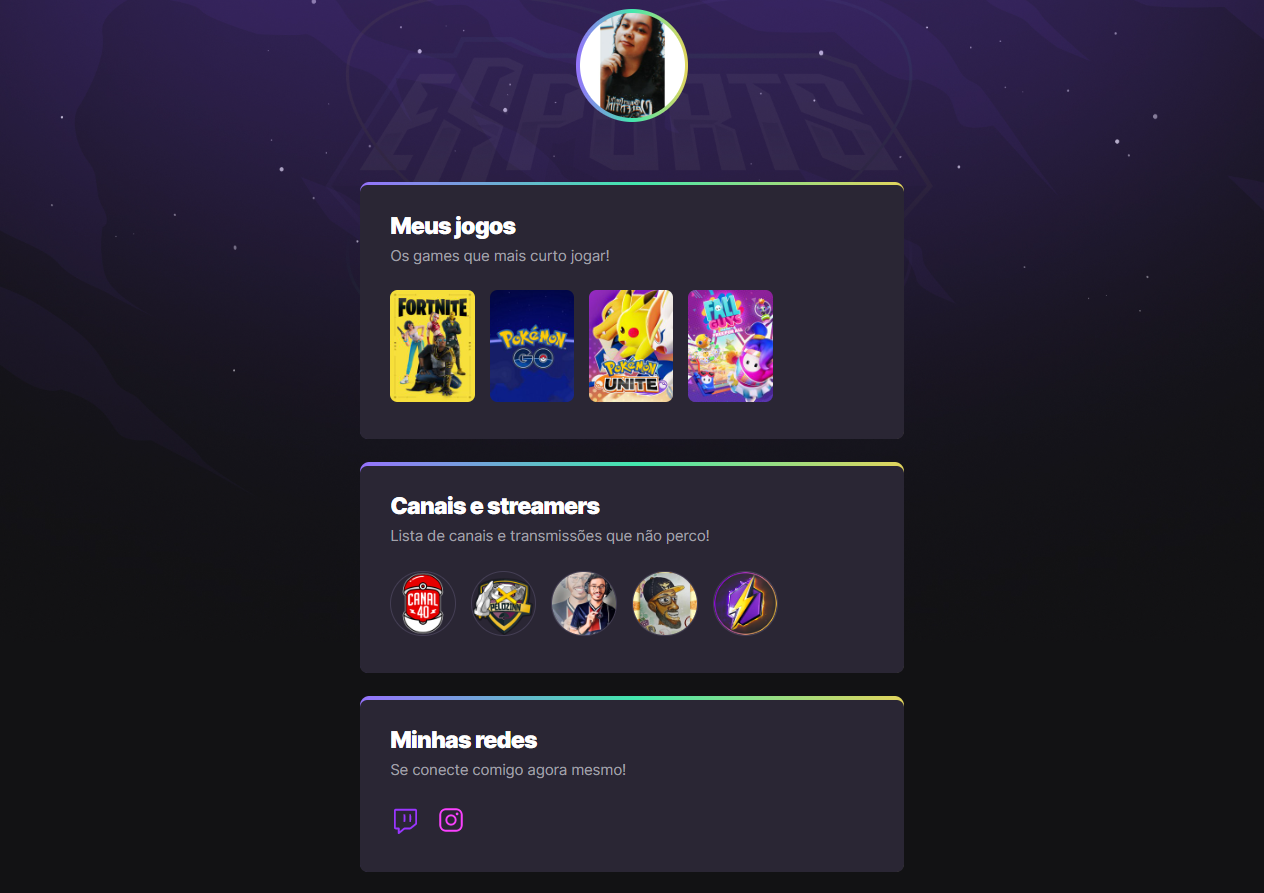 ESPORTS
Meus jogos
Os games que mais curto jogar!
FORTNITE
POKÉMON
GO
POKÉMON
UNITE
FALL
GUYS
Canais e streamers
Lista de canais e transmissões que não perco!
CANAL
40
Minhas redes
Se conecte comigo agora mesmo!